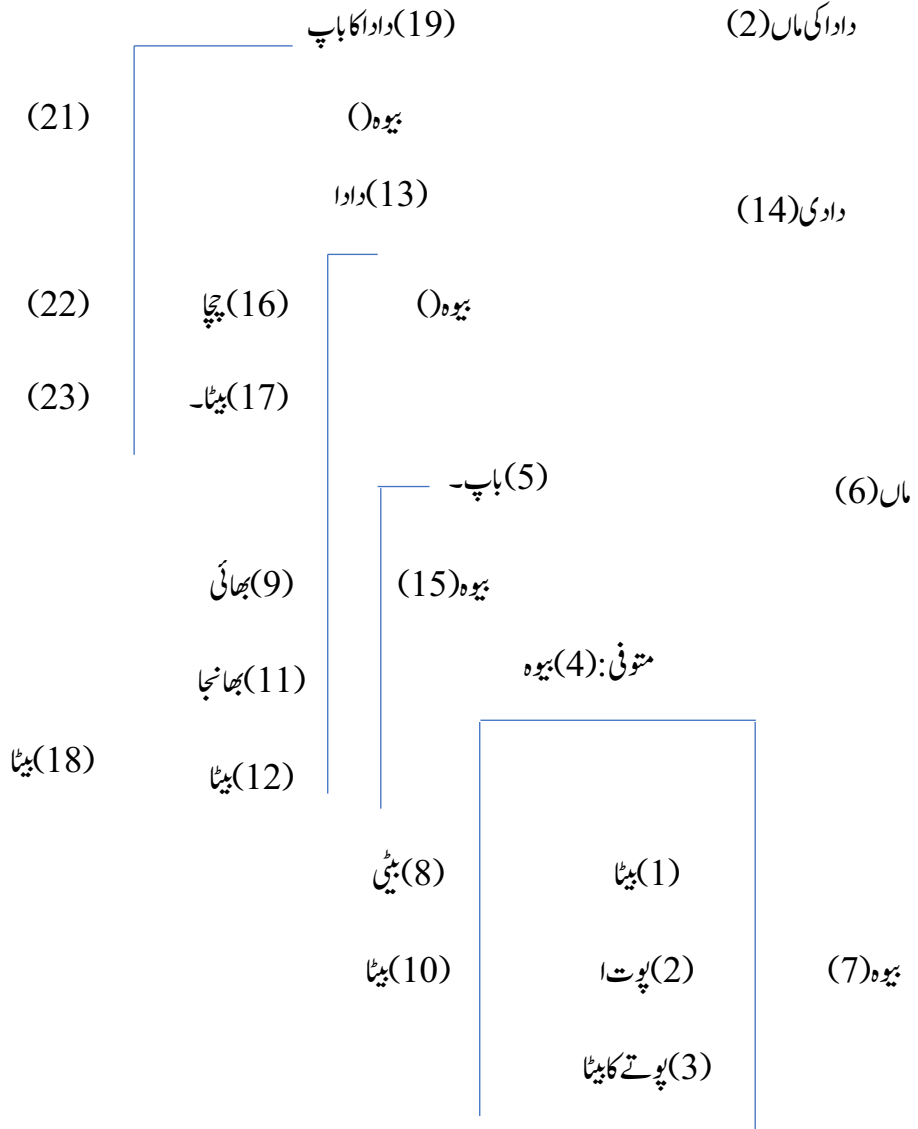 دادا کی ماں(2) (19)دادا کا باپ
بیوہ() (21)
(13)دادا
دادی(14)
بیوہ() (16)چچا (22)
(17)بیٹا۔ (23)
(5)باپ۔
ماں(6)
بیوہ(15) (9)بھائی
متوفی:(4)بیوہ
(11)بھانجا
(18)بیٹا
(12)بیٹا
(1)بیٹا (8)بیٹی
بیوہ(7) (2)پوت ا (10)بیٹا
(3)پوتے کا بیٹا